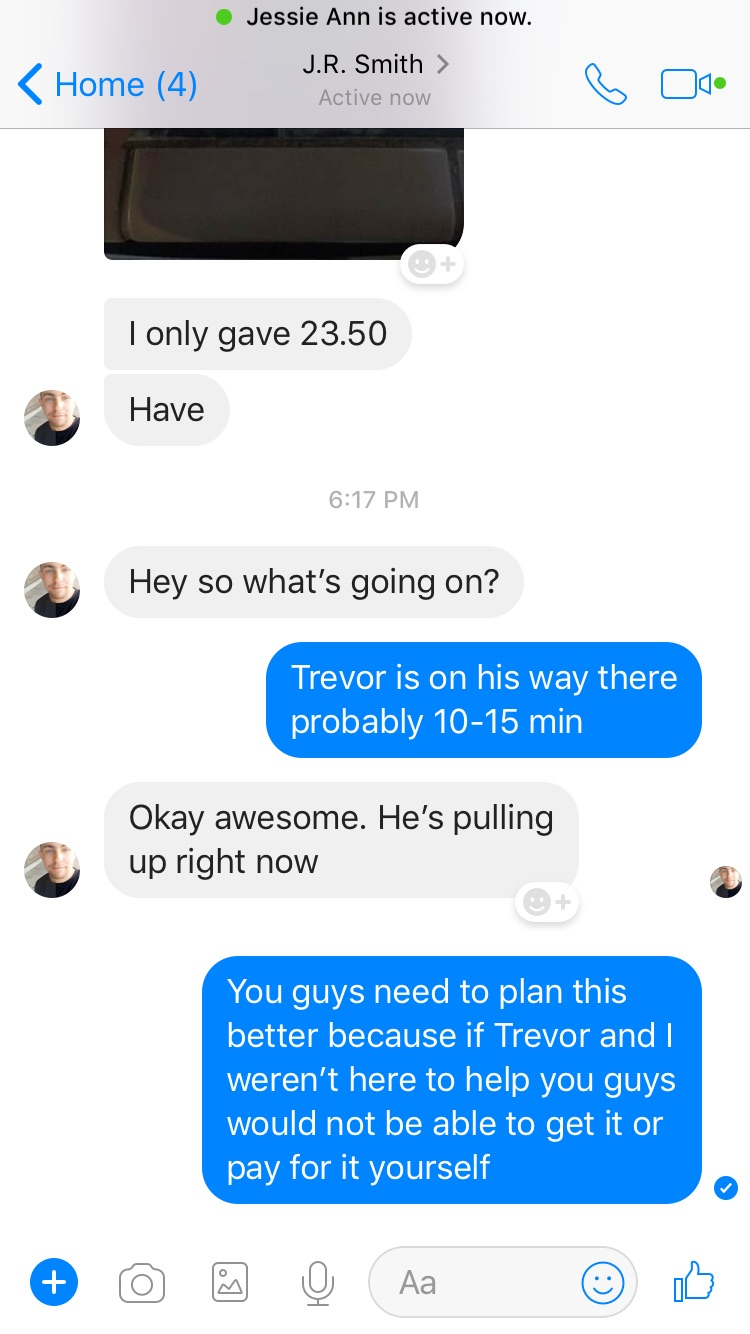 Jessie Ann is active now.
Home (4)
J.R. Smith
Active now
I only gave 23.50
Have
6:17 PM
Hey so what's going on?
Trevor is on his way there
probably 10-15 min
Okay awesome. He's pulling
up right now
You guys need to plan this
better because if Trevor and I
weren't here to help you guys
would not be able to get it or
pay for it yourself
Aa